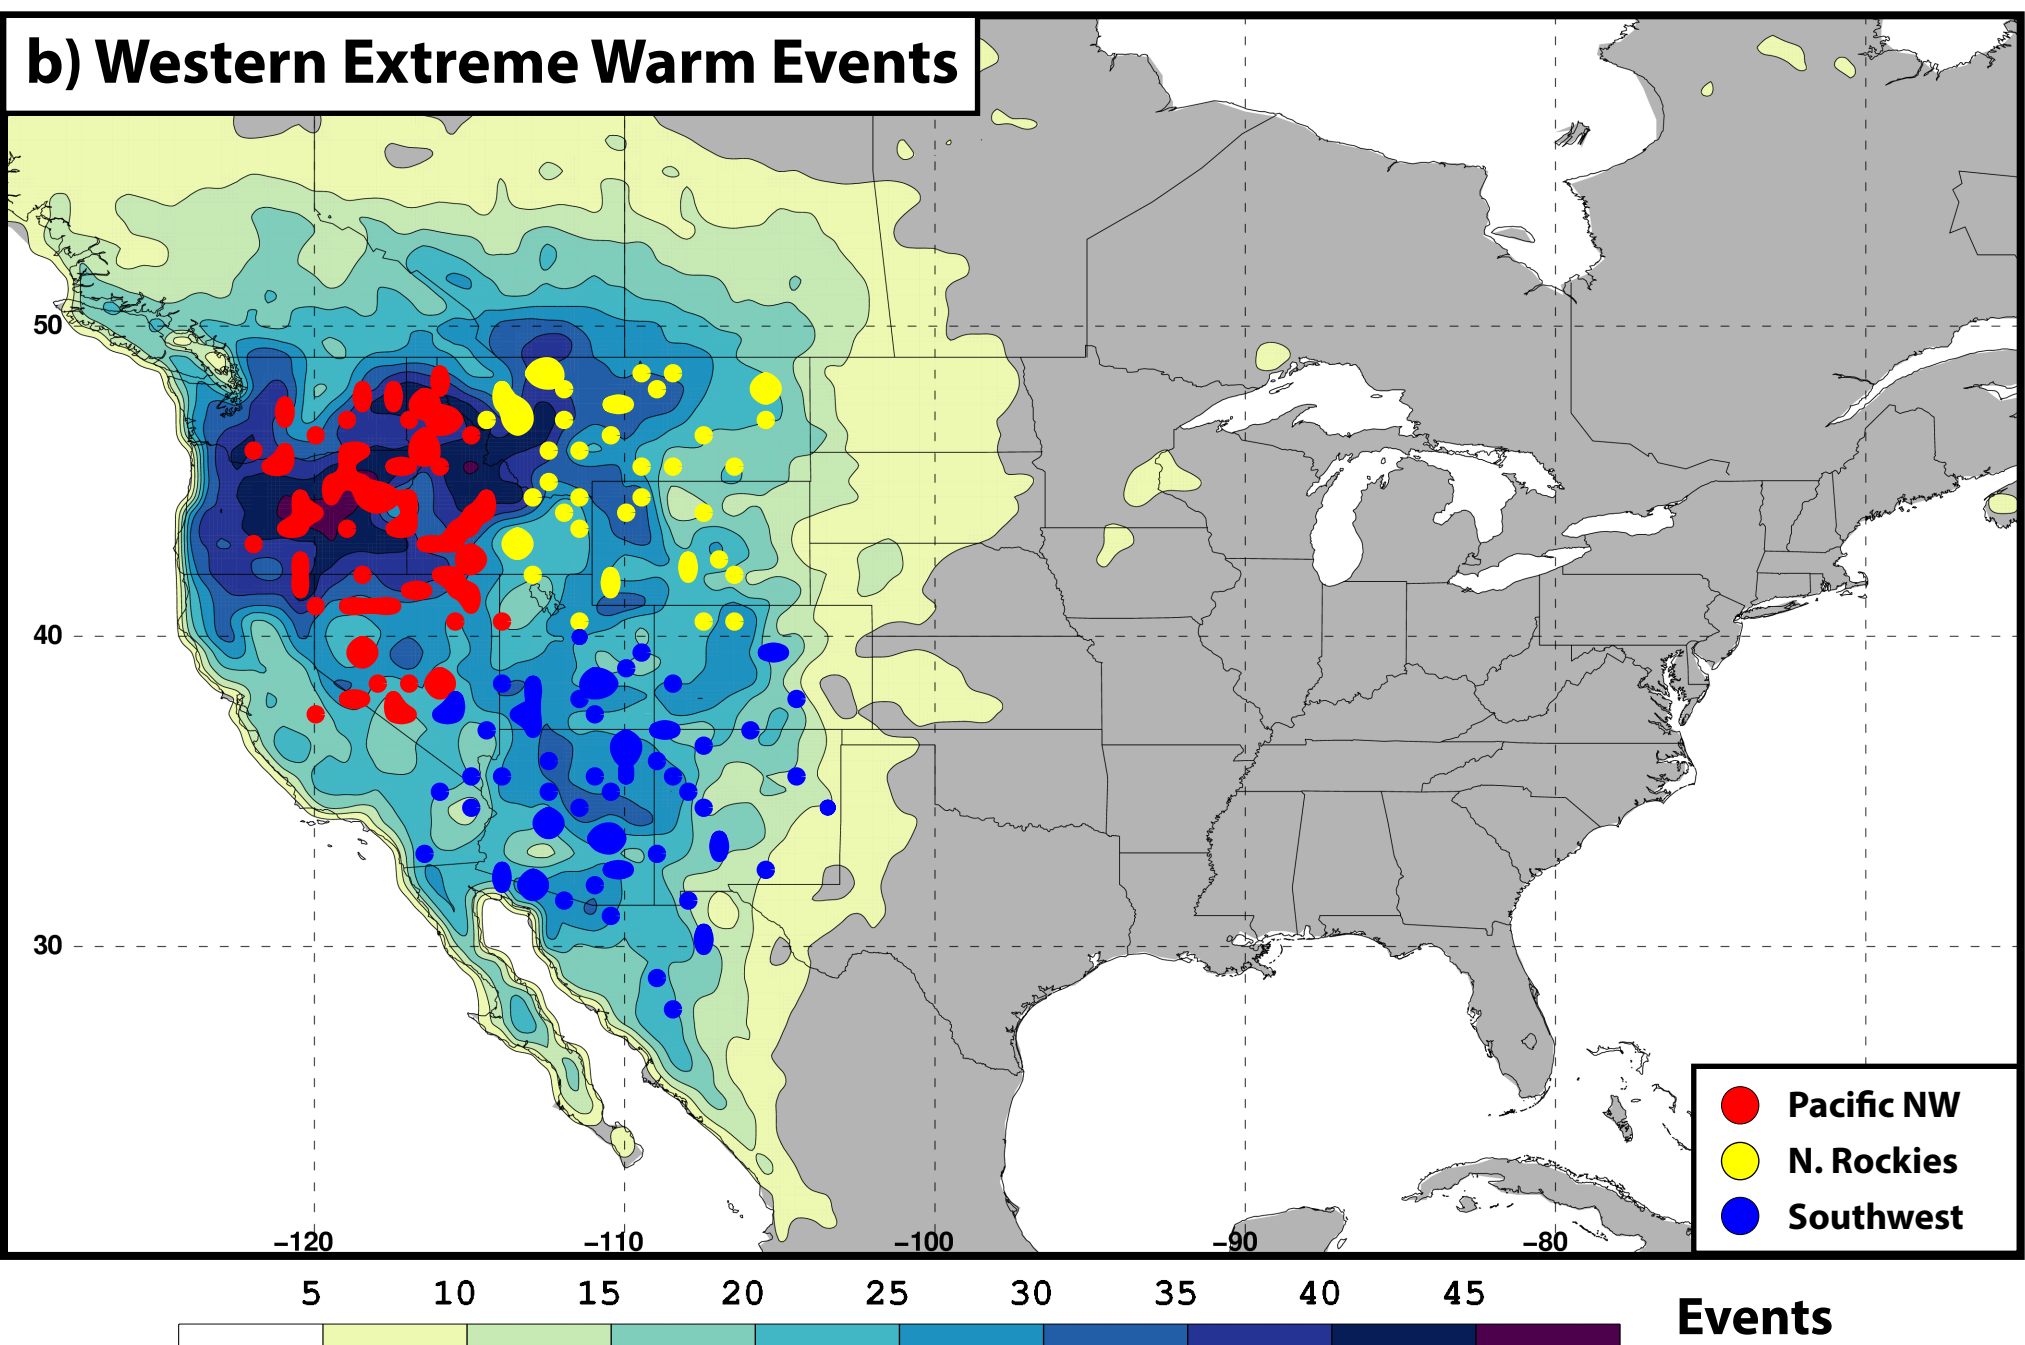 b) Western Extreme Warm Events
50
40
30
−120 −110 −100 −90 −80
Pacific NW
N. Rockies
Southwest
5 10 15 20 25 30 35 40 45
Events